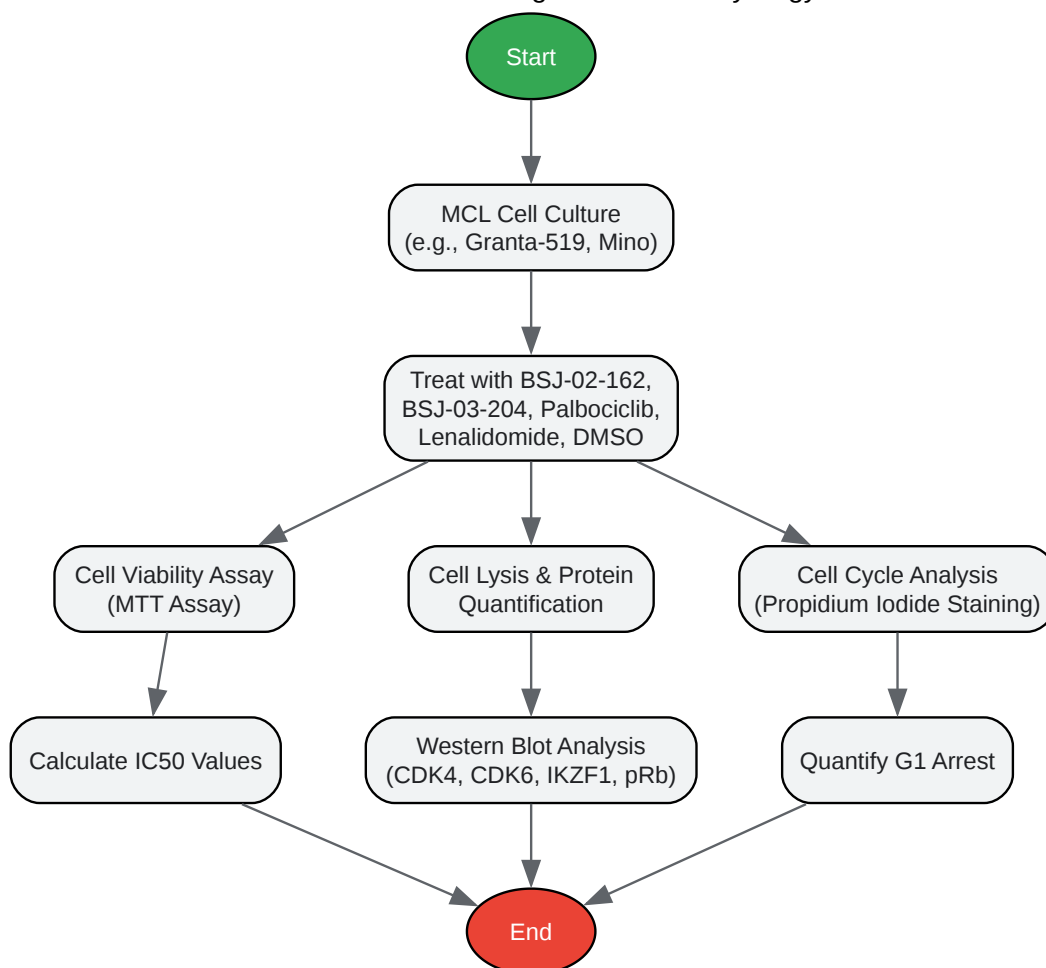 Start
MCL Cell Culture
(e.g., Granta-519, Mino)
Treat with BSJ-02-162,
BSJ-03-204, Palbociclib,
Lenalidomide, DMSO
Cell Viability Assay
(MTT Assay)
Cell Lysis & Protein
Quantification
Cell Cycle Analysis
(Propidium Iodide Staining)
Calculate IC50 Values
Western Blot Analysis
(CDK4, CDK6, IKZF1, pRb)
Quantify G1 Arrest
End